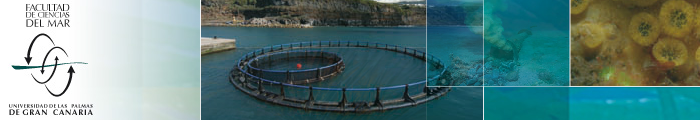 FACULTAD
DE CIENCIAS
DEL MAR
UNIVERSIDAD DE LAS PALMAS
DE GRAN CANARIA